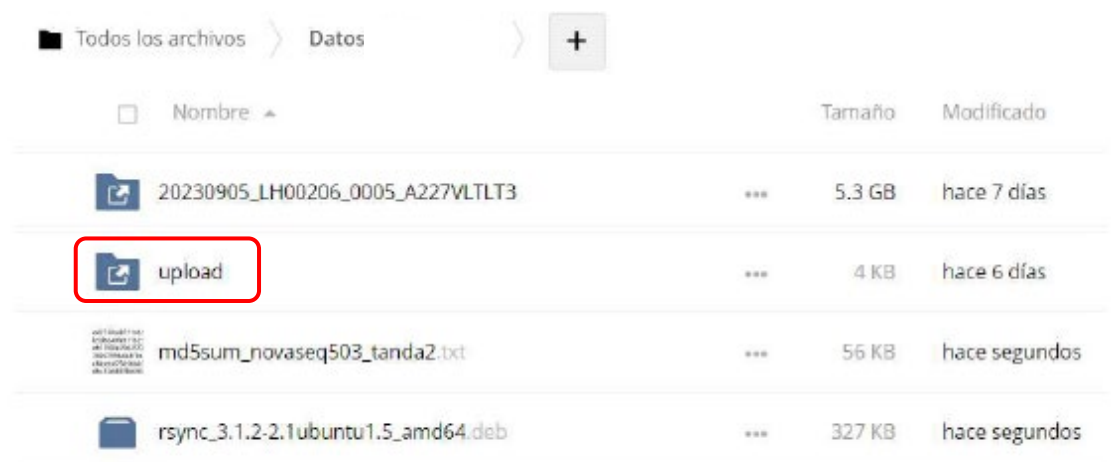 Todos los archivos Datos +
Nombre Tamaño Modificado
20230905_LH00206_0005_A227VLTLT3 ••• 5.3 GB hace 7 días
upload ••• 4 KB hace 6 días
md5sum_novaseq503_tanda2.txt ••• 56 KB hace segundos
rsync_3.1.2-2.1ubuntu1.5_amd64.deb ••• 327 KB hace segundos